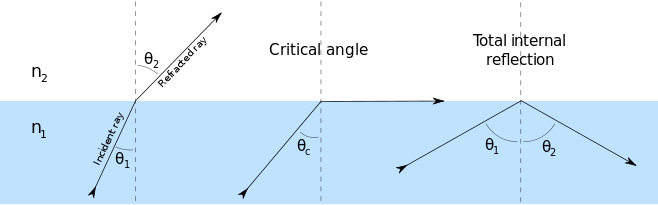 n₂
n₁
θ₂
Refracted ray
Incident ray
θ₁
Critical angle
θc
Total internal
reflection
θ₁
θ₂